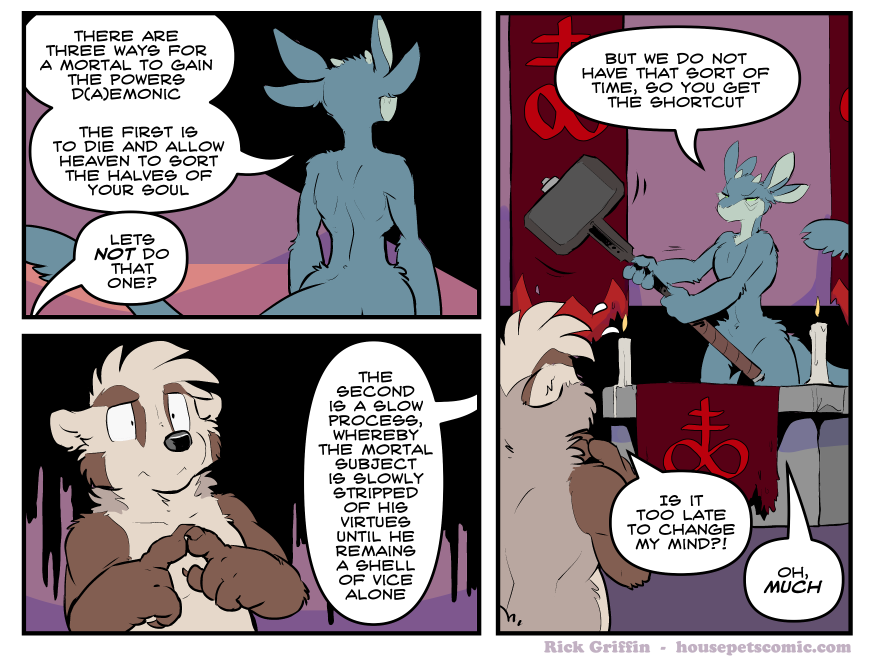 THERE ARE
THREE WAYS FOR
A MORTAL TO GAIN
THE POWERS
D(A)EMONIC
THE FIRST IS
TO DIE AND ALLOW
HEAVEN TO SORT
THE HALVES OF
YOUR SOUL
LETS
NOT DO
THAT
ONE?
THE
SECOND
IS A SLOW
PROCESS,
WHEREBY
THE MORTAL
SUBJECT
IS SLOWLY
STRIPPED
OF HIS
VIRTUES
UNTIL HE
REMAINS
A SHELL
OF VICE
ALONE
BUT WE DO NOT
HAVE THAT SORT OF
TIME, SO YOU GET
THE SHORTCUT
IS IT
TOO LATE
TO CHANGE
MY MIND?!
OH,
MUCH
Rick Griffin - housepetscomic.com